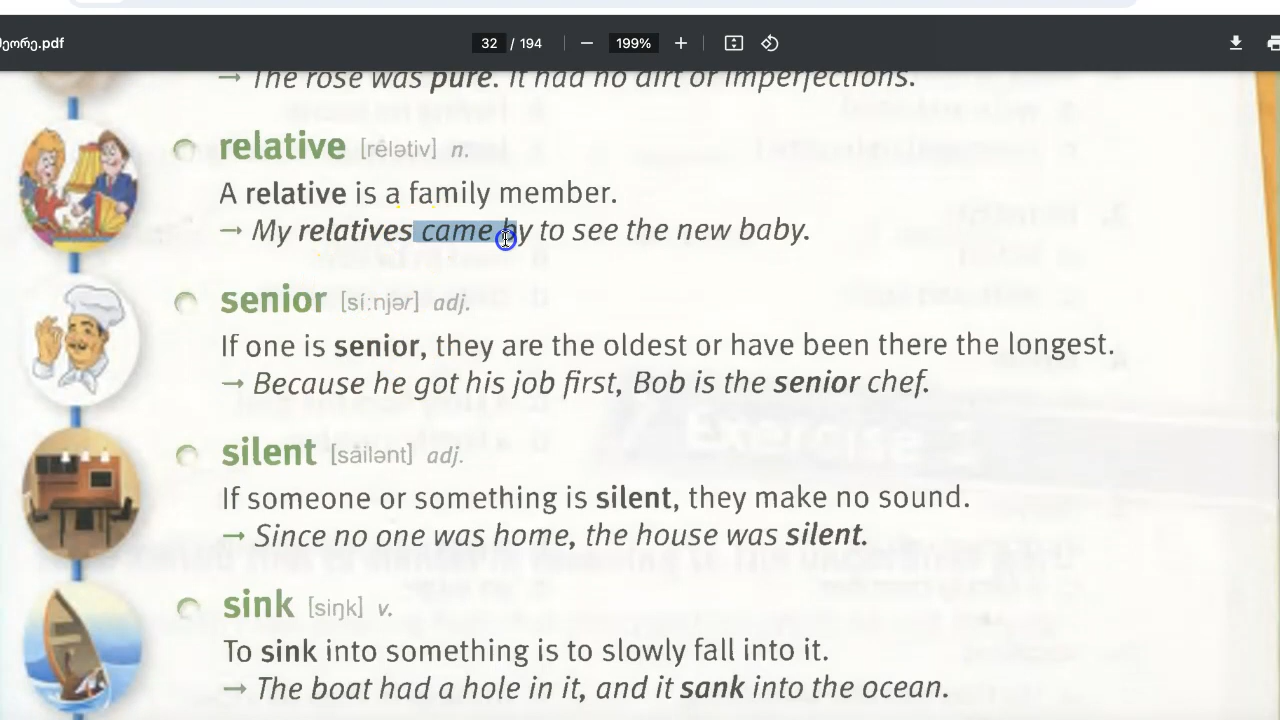 მეორე.pdf
32 / 194
199%
→ The rose was pure. It had no dirt or imperfections.
relative [rélətiv] n.
A relative is a family member.
→ My relatives came by to see the new baby.
senior [síːnjər] adj.
If one is senior, they are the oldest or have been there the longest.
→ Because he got his job first, Bob is the senior chef.
silent [sáilənt] adj.
If someone or something is silent, they make no sound.
→ Since no one was home, the house was silent.
sink [siŋk] v.
To sink into something is to slowly fall into it.
→ The boat had a hole in it, and it sank into the ocean.